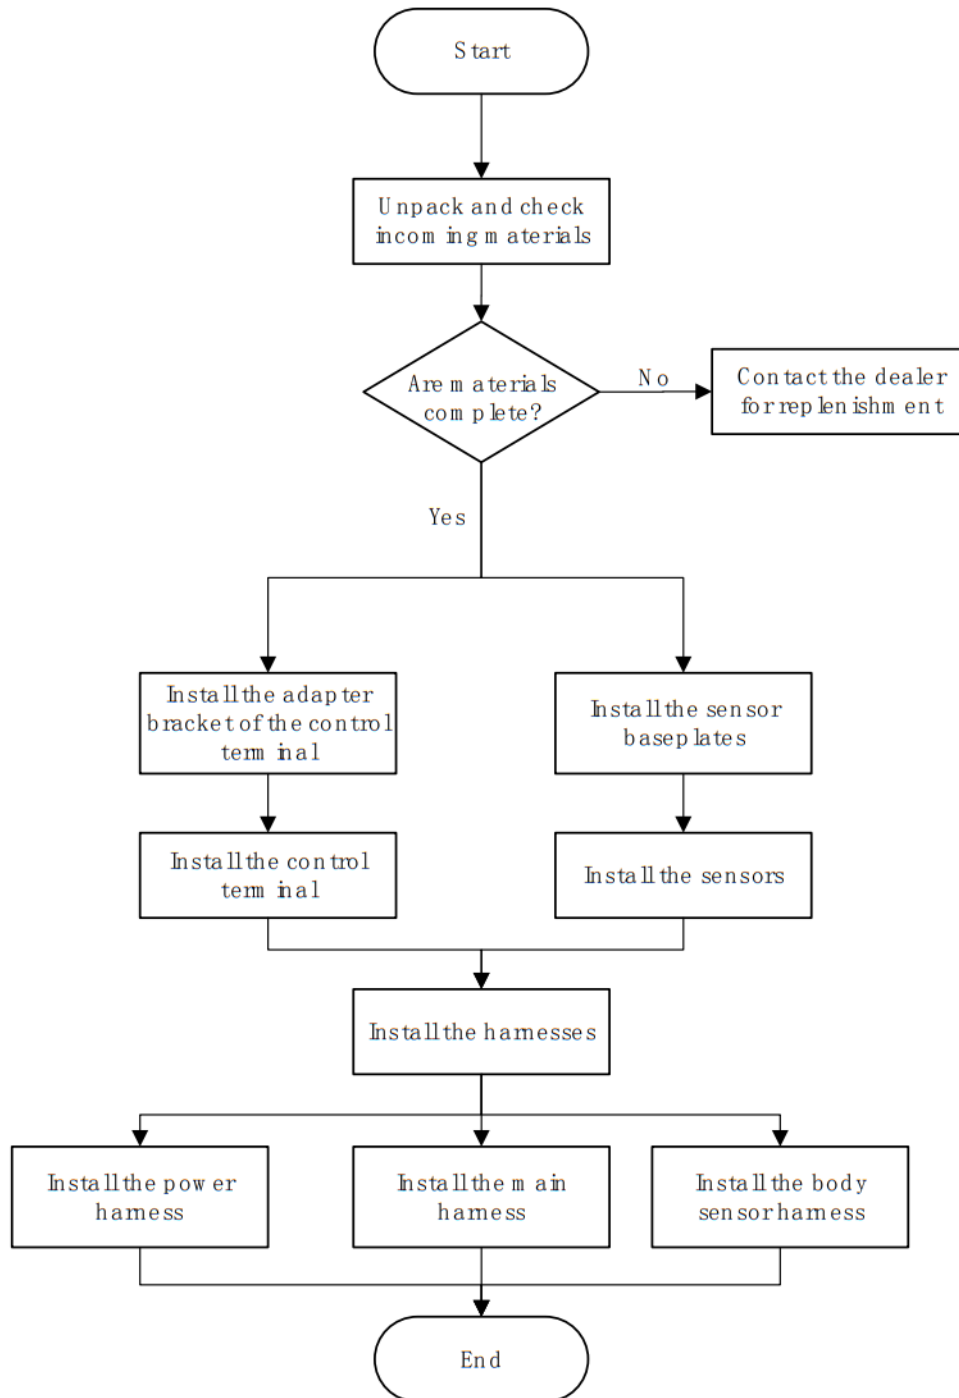 Start
Unpack and check
incoming materials
Are materials
complete?
No
Contact the dealer
for replenishment
Yes
Install the adapter
bracket of the control
terminal
Install the sensor
baseplates
Install the control
terminal
Install the sensors
Install the harnesses
Install the power
harness
Install the main
harness
Install the body
sensor harness
End